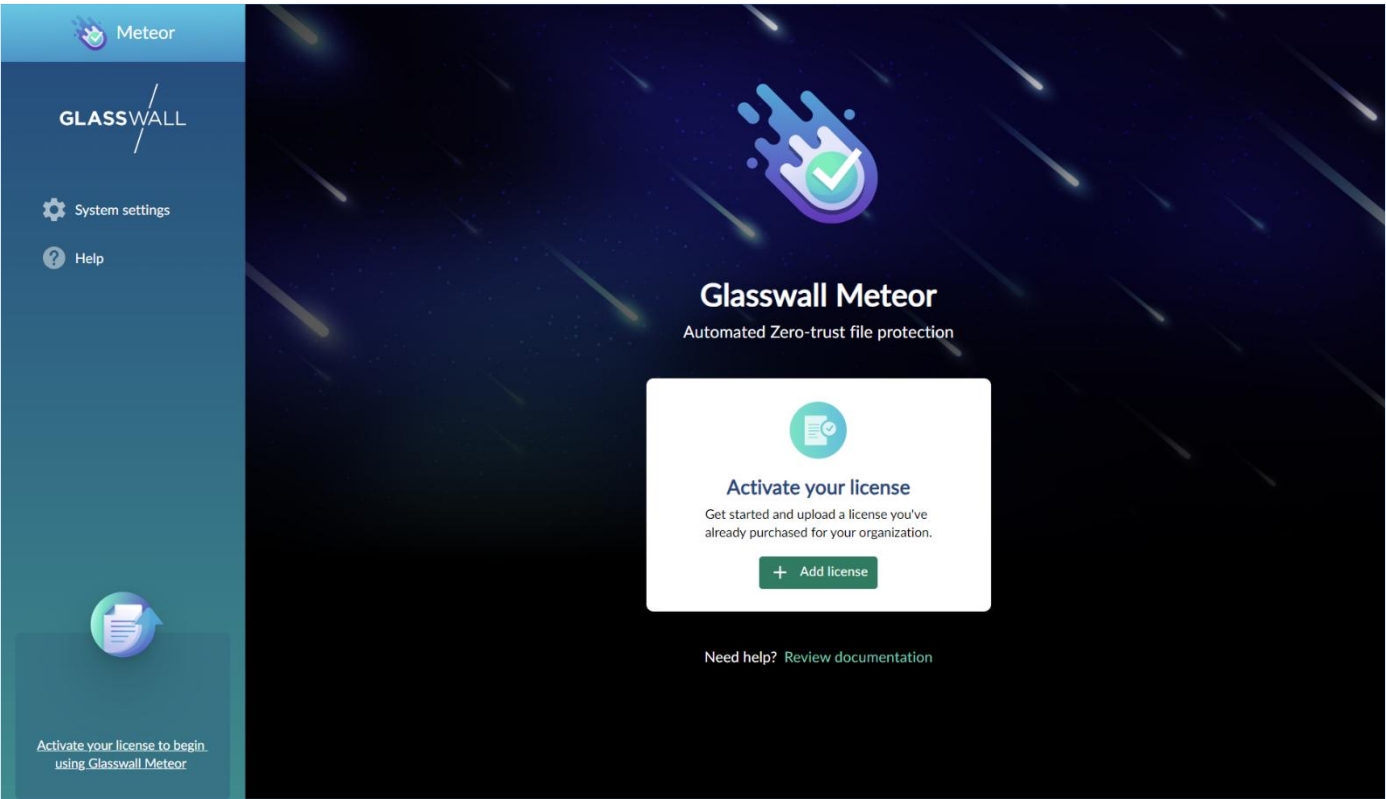 Meteor
GLASSWALL
System settings
Help
Activate your license to begin
using Glasswall Meteor
Glasswall Meteor
Automated Zero-trust file protection
Activate your license
Get started and upload a license you've
already purchased for your organization.
+ Add license
Need help? Review documentation